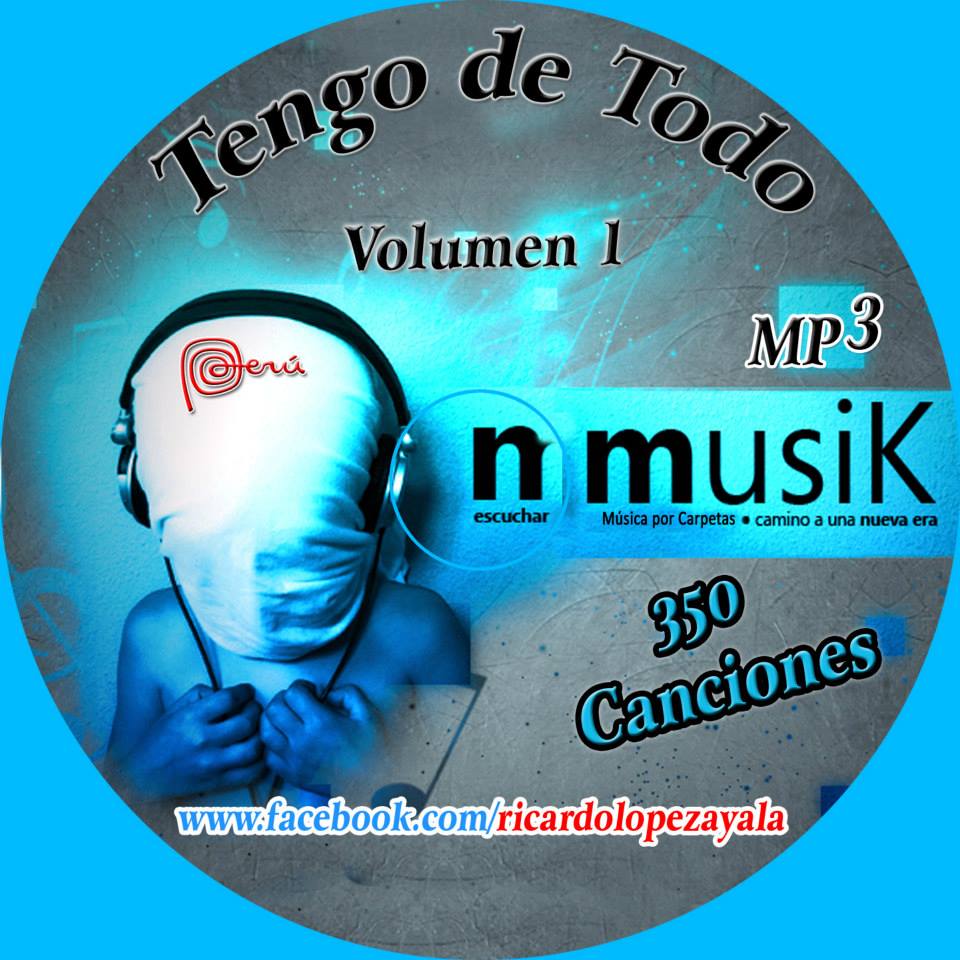 Tengo de Todo
Volumen 1
MP3
Perú
n musiK
escuchar Música por Carpetas • camino a una nueva era
350
Canciones
www.facebook.com/ricardolopezayala